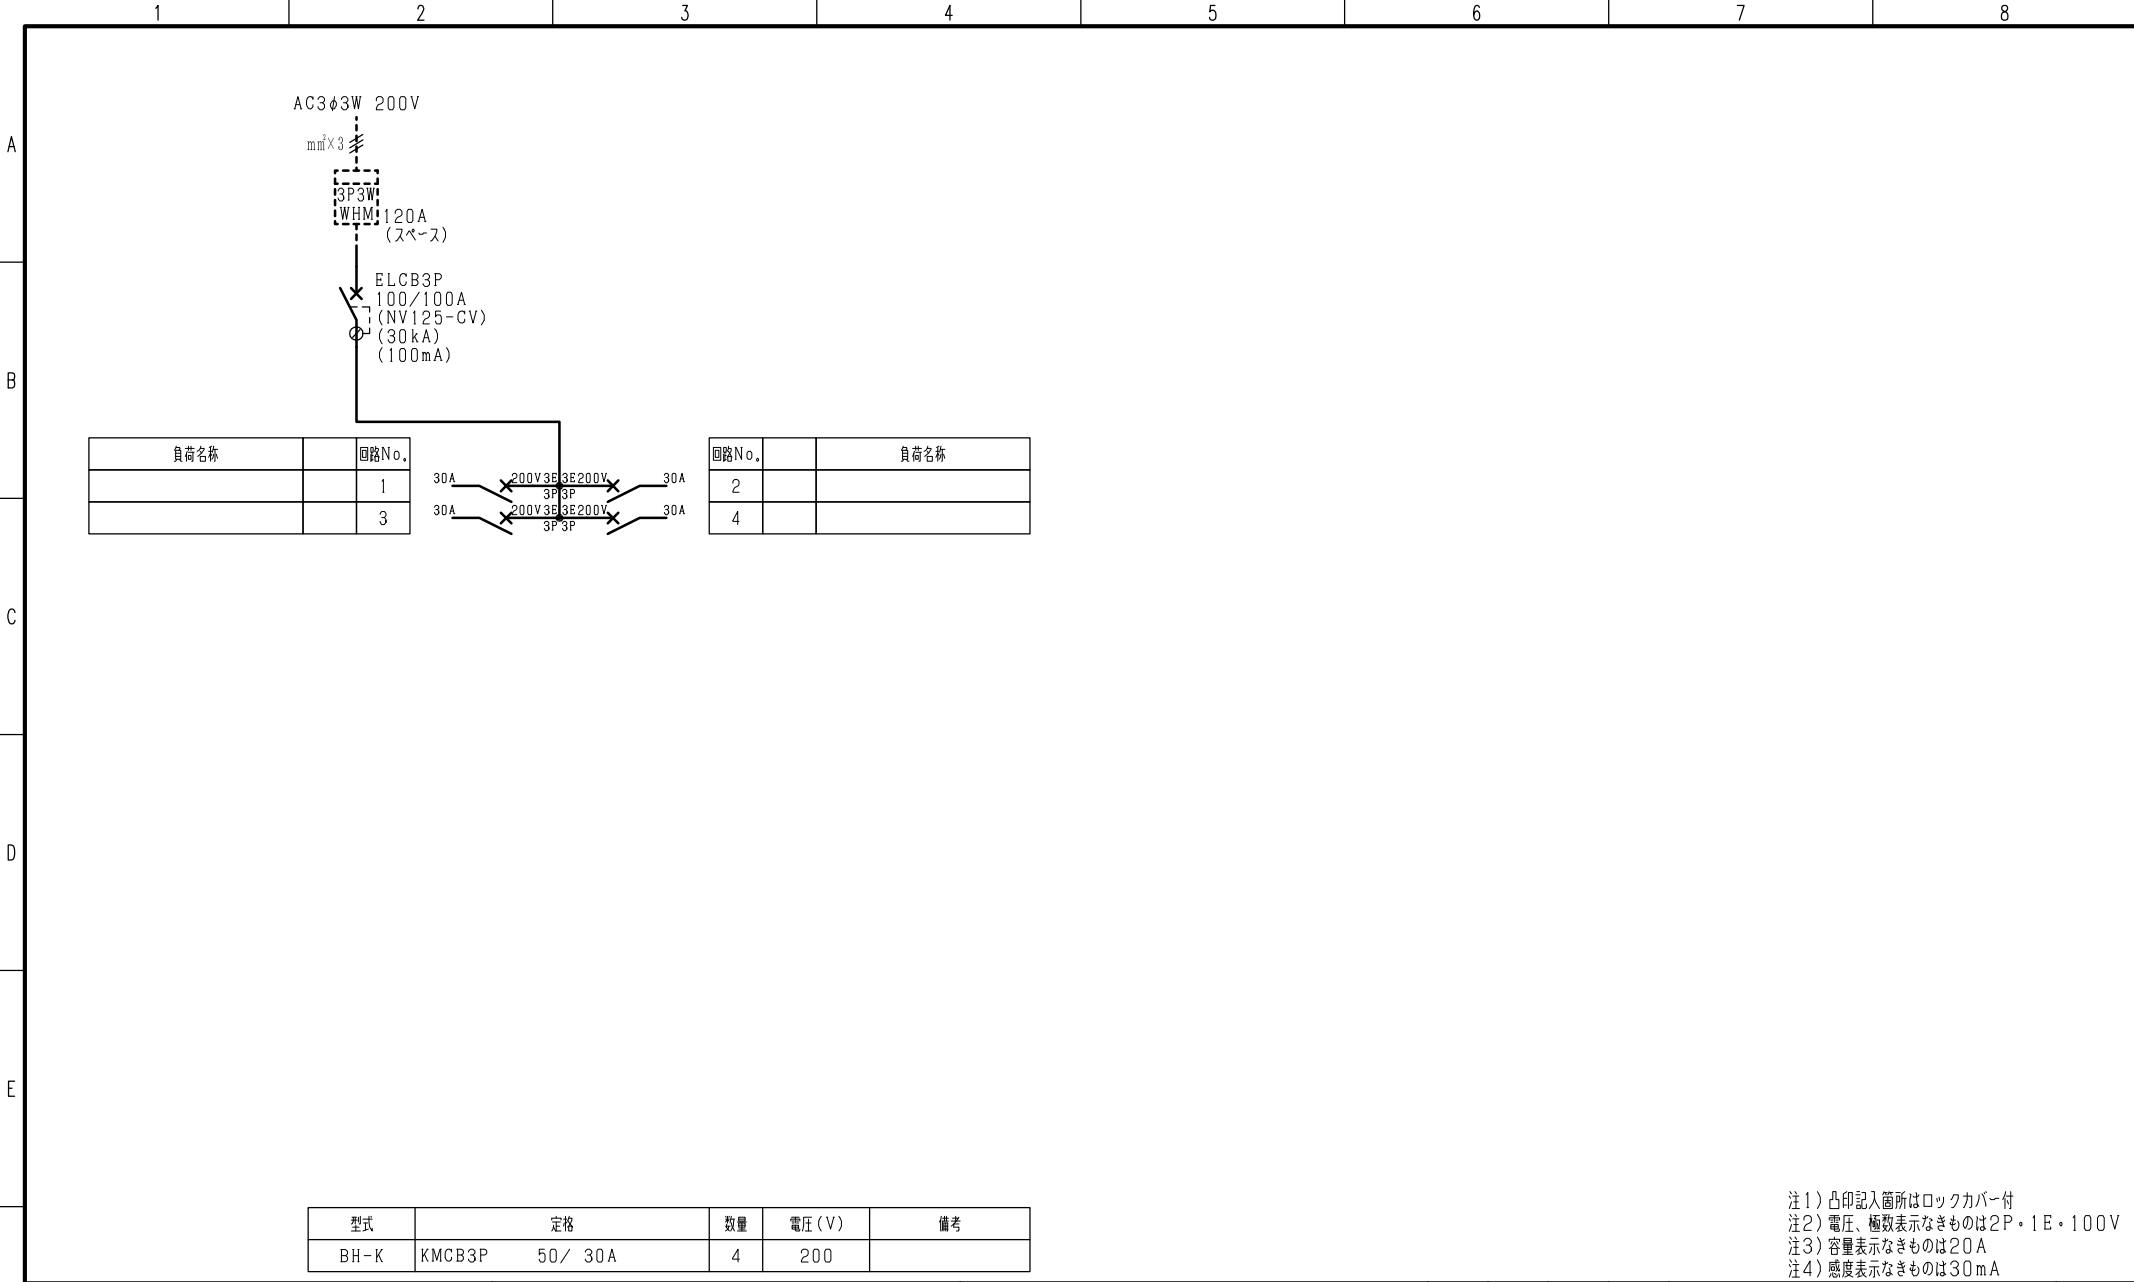 1 2 3 4 5 6 7 8
A
B
C
D
E
AC3φ3W 200V
mm²×3
3P3W
WHM
120A
(スペース)
ELCB3P
100/100A
(NV125-CV)
(30kA)
(100mA)
負荷名称 回路No.
1
3
30A 200V 3E 3E 200V 30A
3P 3P
30A 200V 3E 3E 200V 30A
3P 3P
回路No. 負荷名称
2
4
型式 定格 数量 電圧(V) 備考
BH-K KMCB3P 50/ 30A 4 200
注1)凸印記入箇所はロックカバー付
注2)電圧、極数表示なきものは2P・1E・100V
注3)容量表示なきものは20A
注4)感度表示なきものは30mA